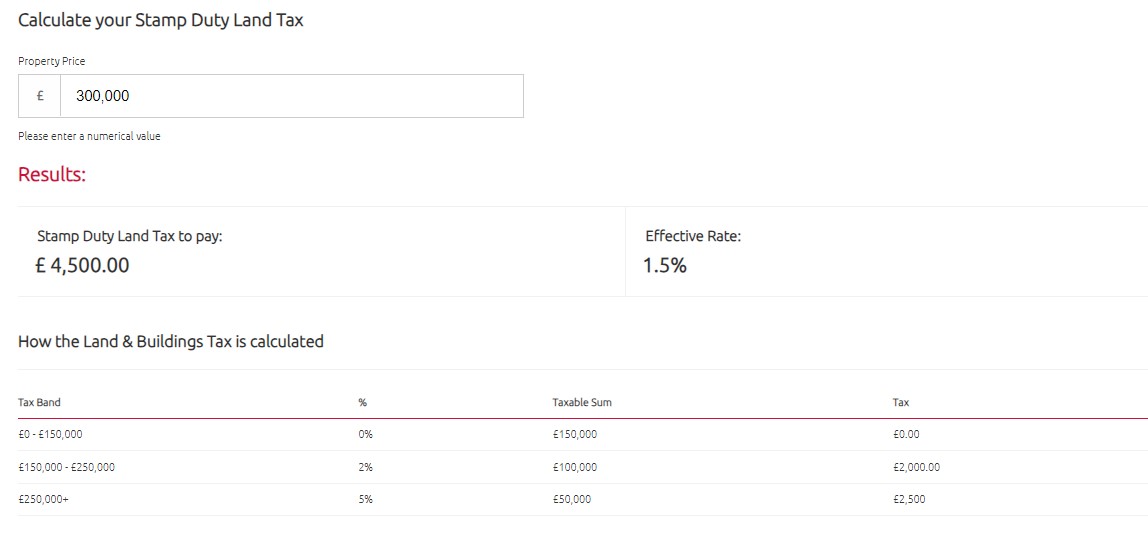 Calculate your Stamp Duty Land Tax
Property Price
£ 300,000
Please enter a numerical value
Results:
Stamp Duty Land Tax to pay: Effective Rate:
£ 4,500.00 1.5%
How the Land & Buildings Tax is calculated
Tax Band % Taxable Sum Tax
£0 - £150,000 0% £150,000 £0.00
£150,000 - £250,000 2% £100,000 £2,000.00
£250,000+ 5% £50,000 £2,500